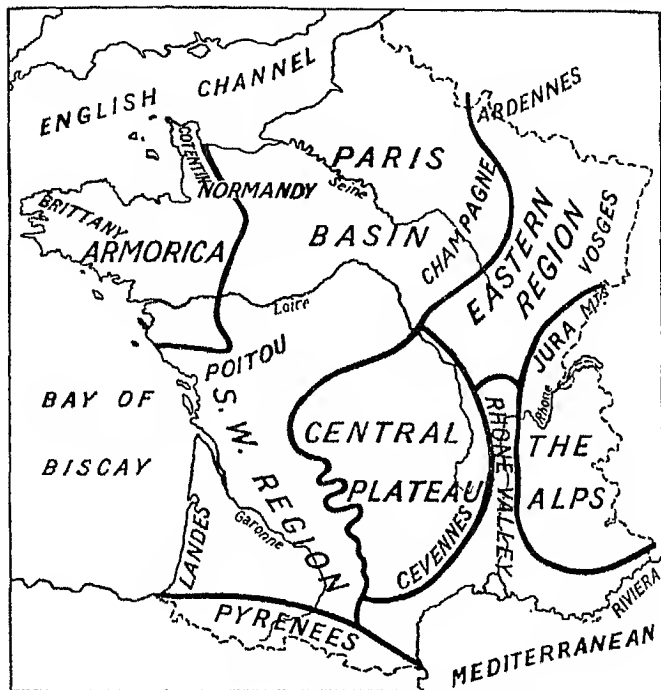 ENGLISH CHANNEL
ARDENNES
COTENTIN
PARIS
NORMANDY
Seine
CHAMPAGNE
BRITTANY
ARMORICA
BASIN
EASTERN
REGION
VOSGES
Loire
JURA MTS
POITOU
BAY OF
BISCAY
S.W. REGION
CENTRAL
PLATEAU
RHONE VALLEY
Rhone
THE
ALPS
LANDES
Garonne
CEVENNES
PYRENEES
RIVIERA
MEDITERRANEAN